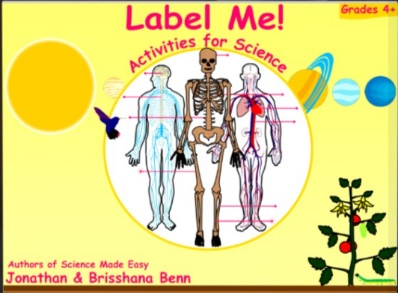 Label Me!
Grades 4+
Activities for Science
Authors of Science Made Easy
Jonathan & Brisshana Benn